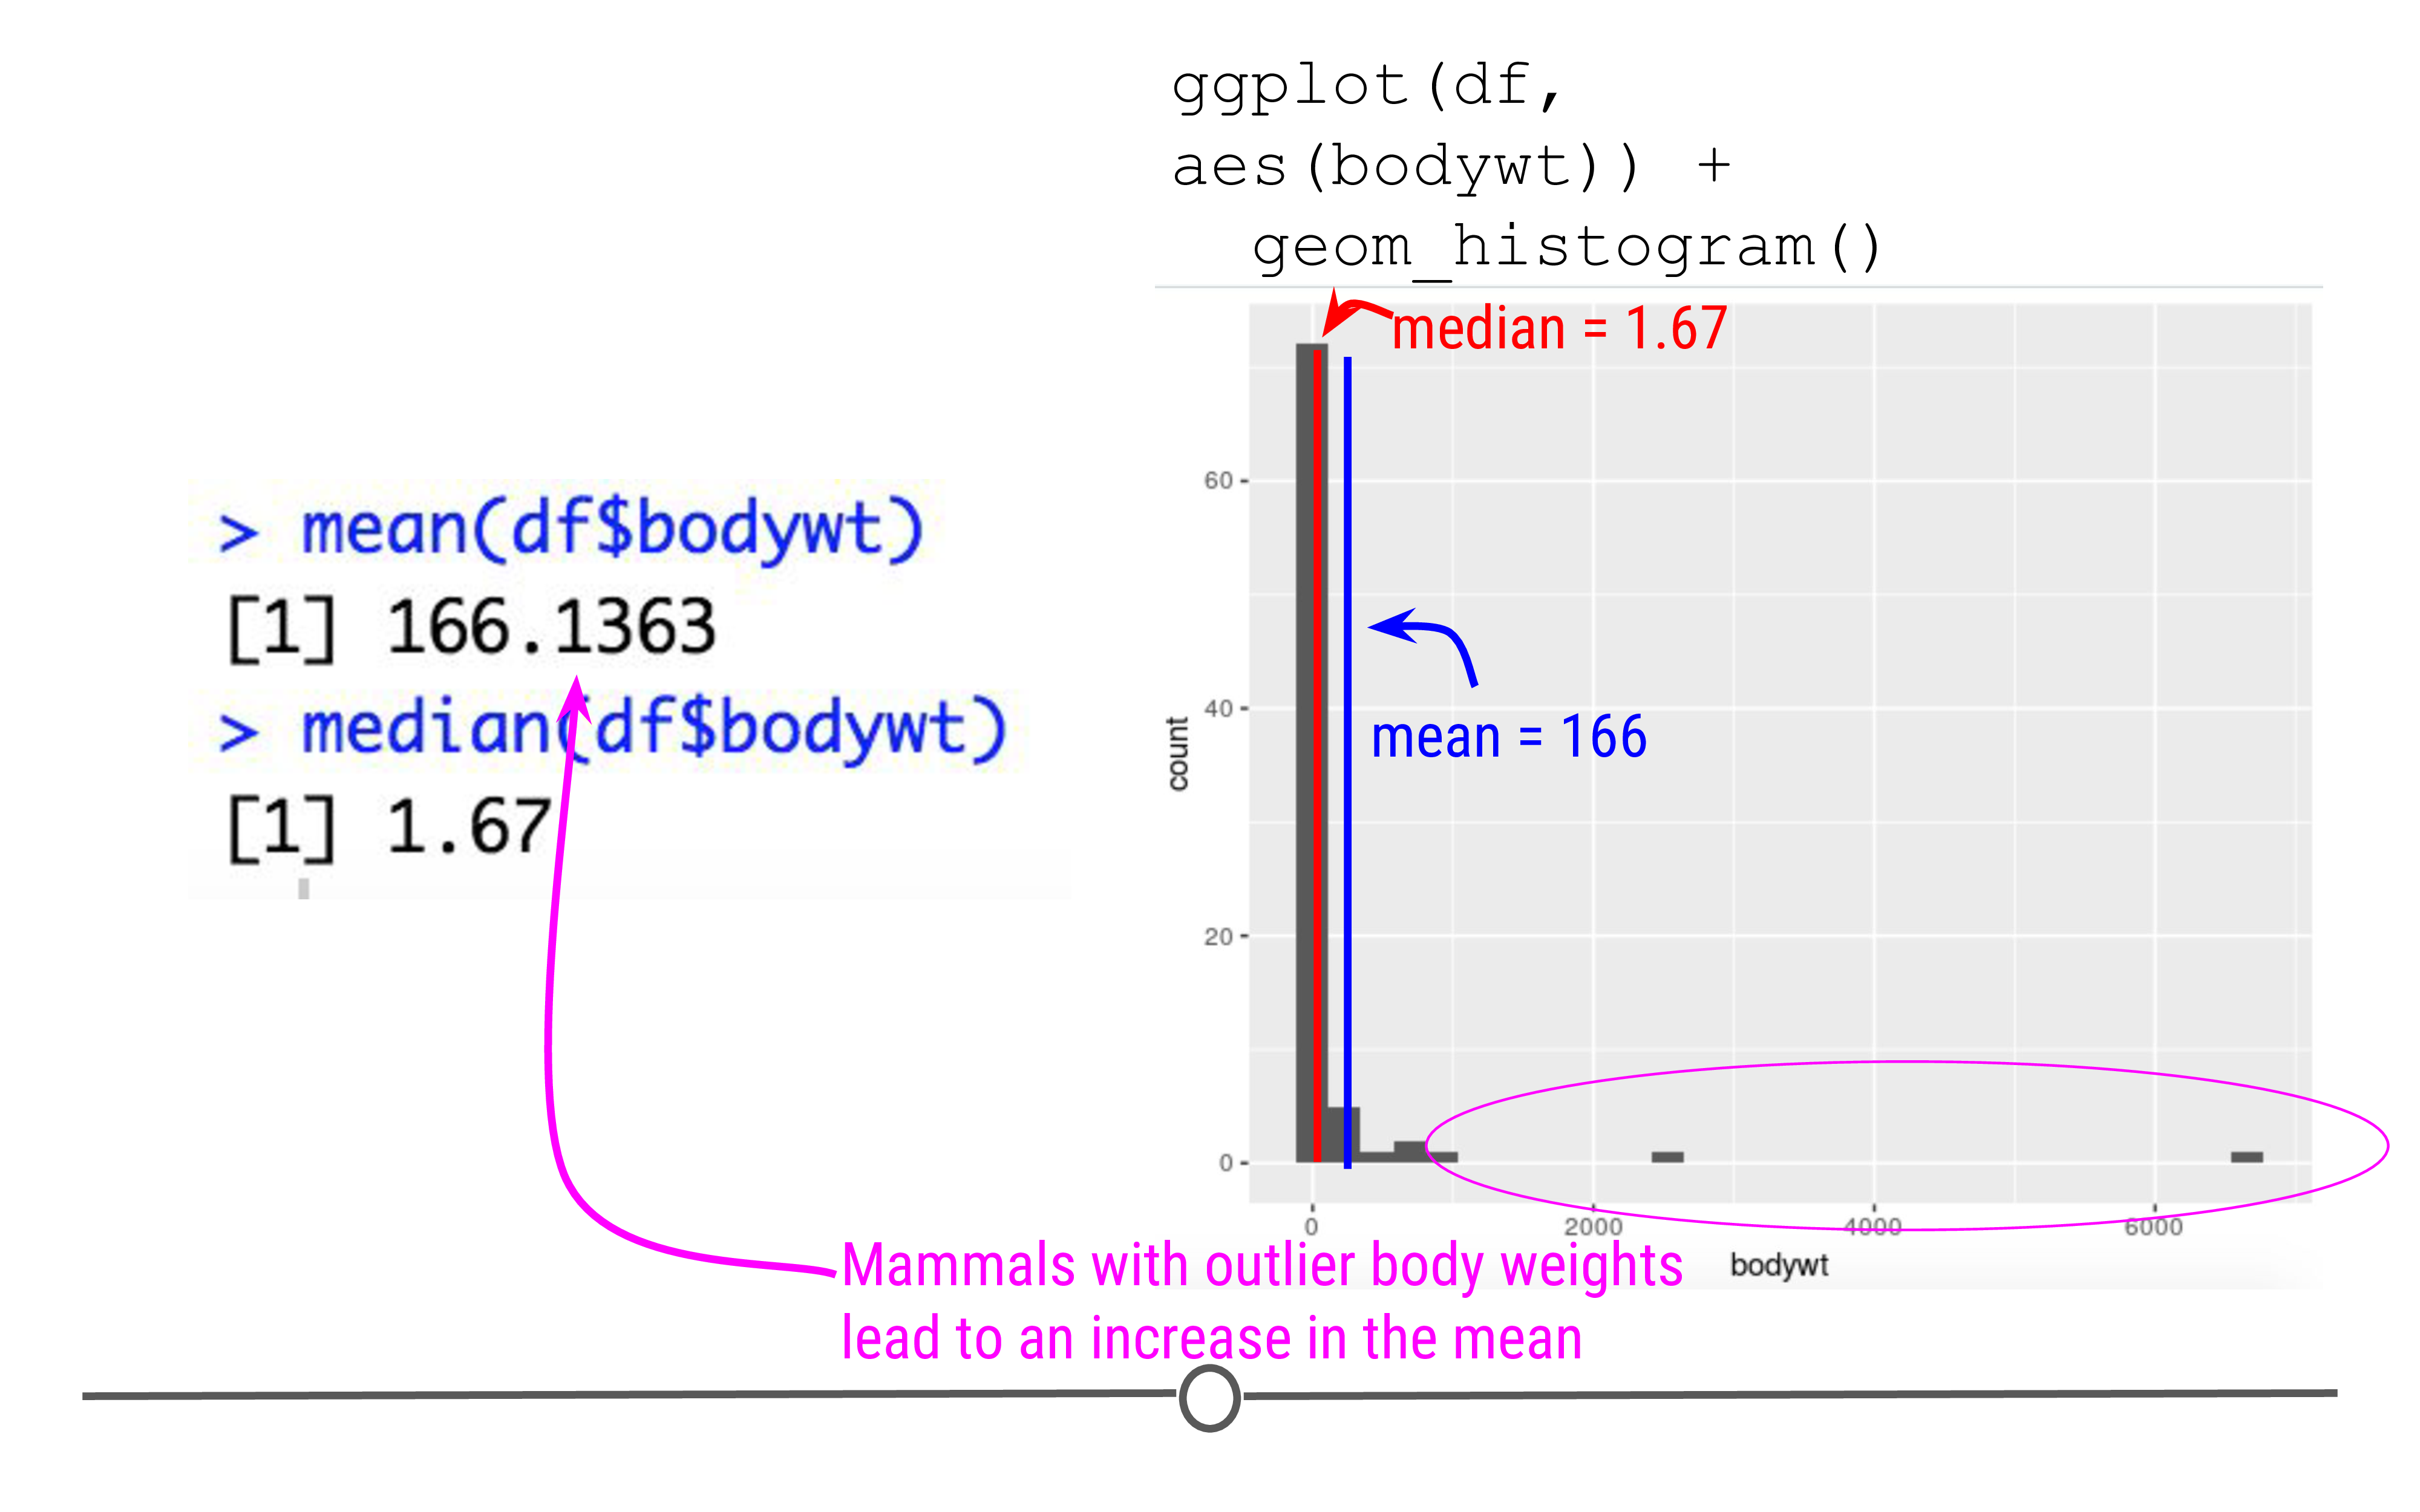 ggplot(df,
aes(bodywt)) +
geom_histogram()
> mean(df$bodywt)
[1] 166.1363
> median(df$bodywt)
[1] 1.67
median = 1.67
mean = 166
60
40
20
0
count
0 2000 4000 6000
bodywt
Mammals with outlier body weights
lead to an increase in the mean